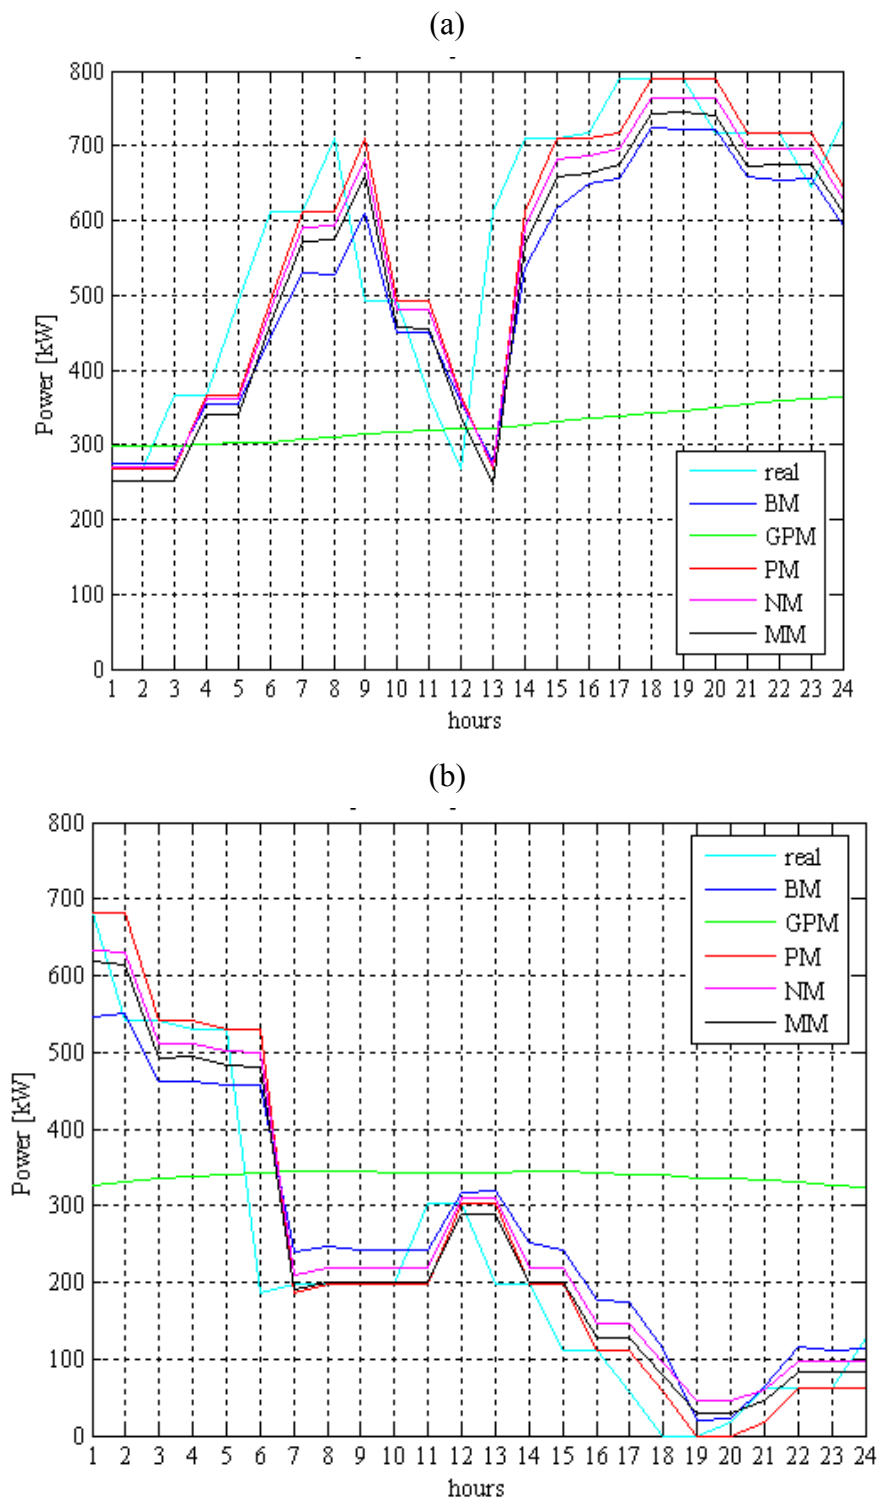 (a)
800
700
600
500
400
300
200
100
0
Power [kW]
real
BM
GPM
PM
NM
MM
1 2 3 4 5 6 7 8 9 10 11 12 13 14 15 16 17 18 19 20 21 22 23 24
hours
(b)
800
700
600
500
400
300
200
100
0
Power [kW]
real
BM
GPM
PM
NM
MM
1 2 3 4 5 6 7 8 9 10 11 12 13 14 15 16 17 18 19 20 21 22 23 24
hours